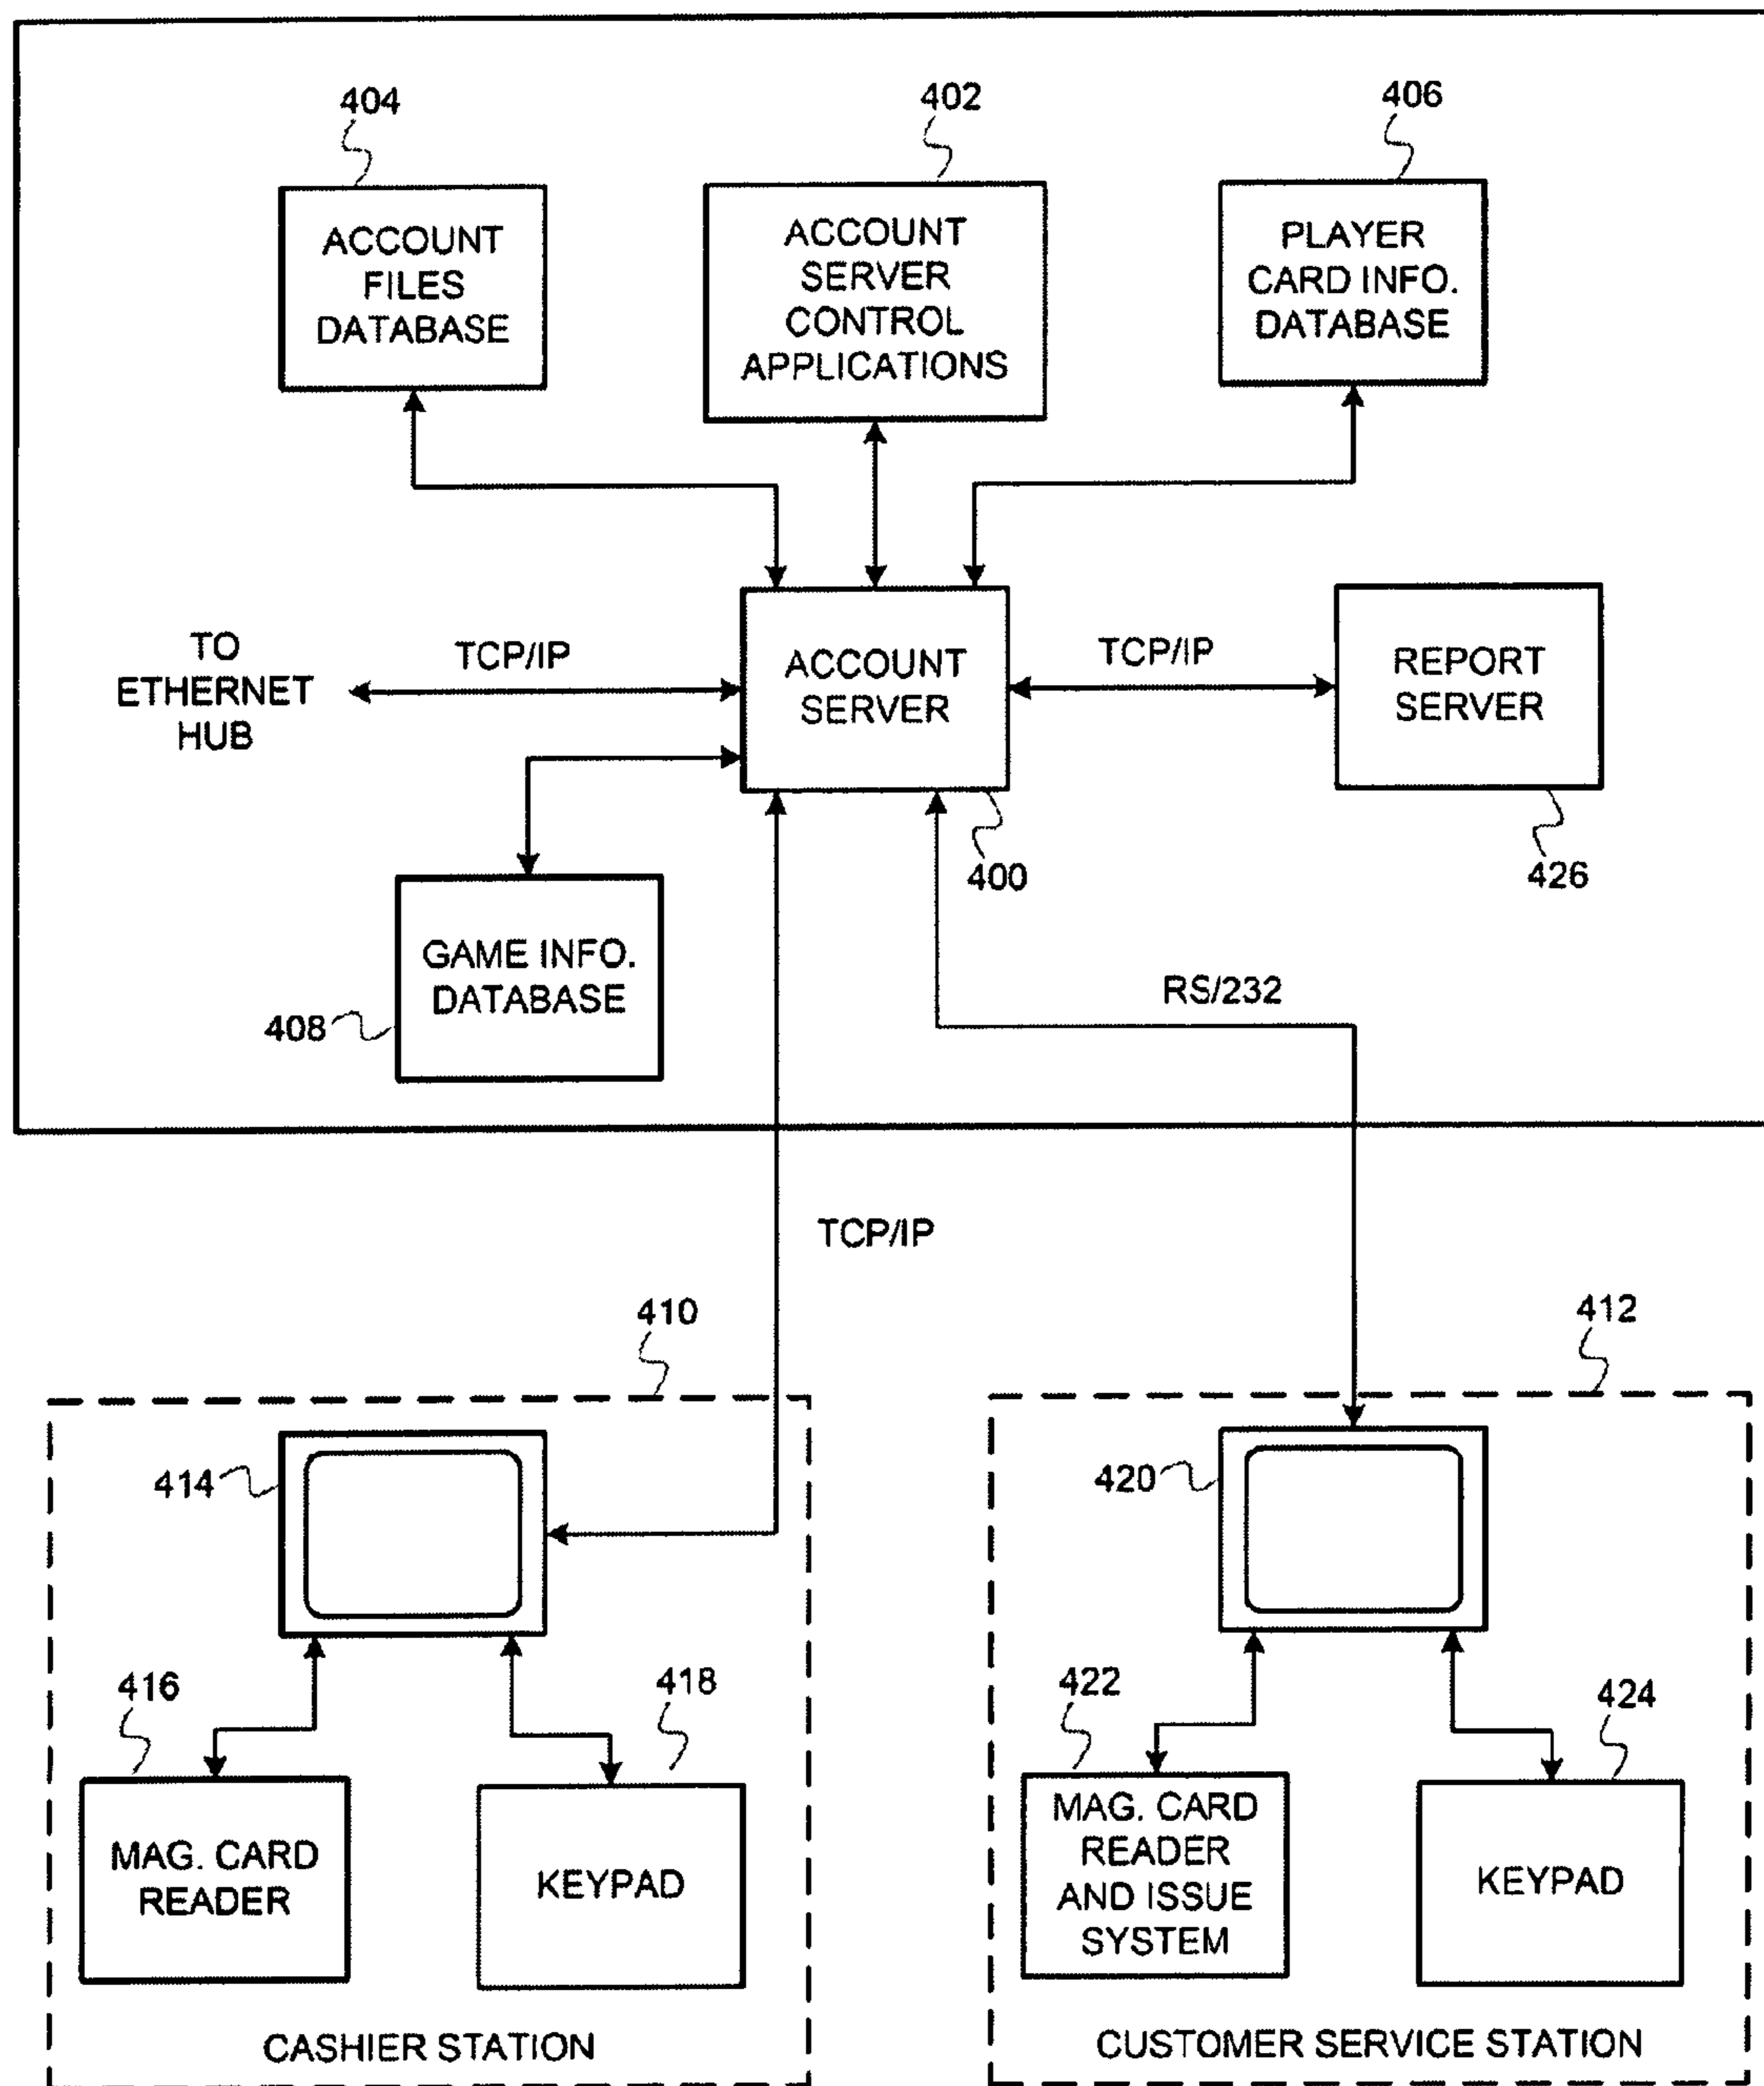 404
402
406
ACCOUNT
FILES
DATABASE
ACCOUNT
SERVER
CONTROL
APPLICATIONS
PLAYER
CARD INFO.
DATABASE
TO
ETHERNET
HUB
TCP/IP
ACCOUNT
SERVER
TCP/IP
REPORT
SERVER
400
426
GAME INFO.
DATABASE
408
RS/232
TCP/IP
410
412
414
420
416
418
422
424
MAG. CARD
READER
KEYPAD
MAG. CARD
READER
AND ISSUE
SYSTEM
KEYPAD
CASHIER STATION
CUSTOMER SERVICE STATION